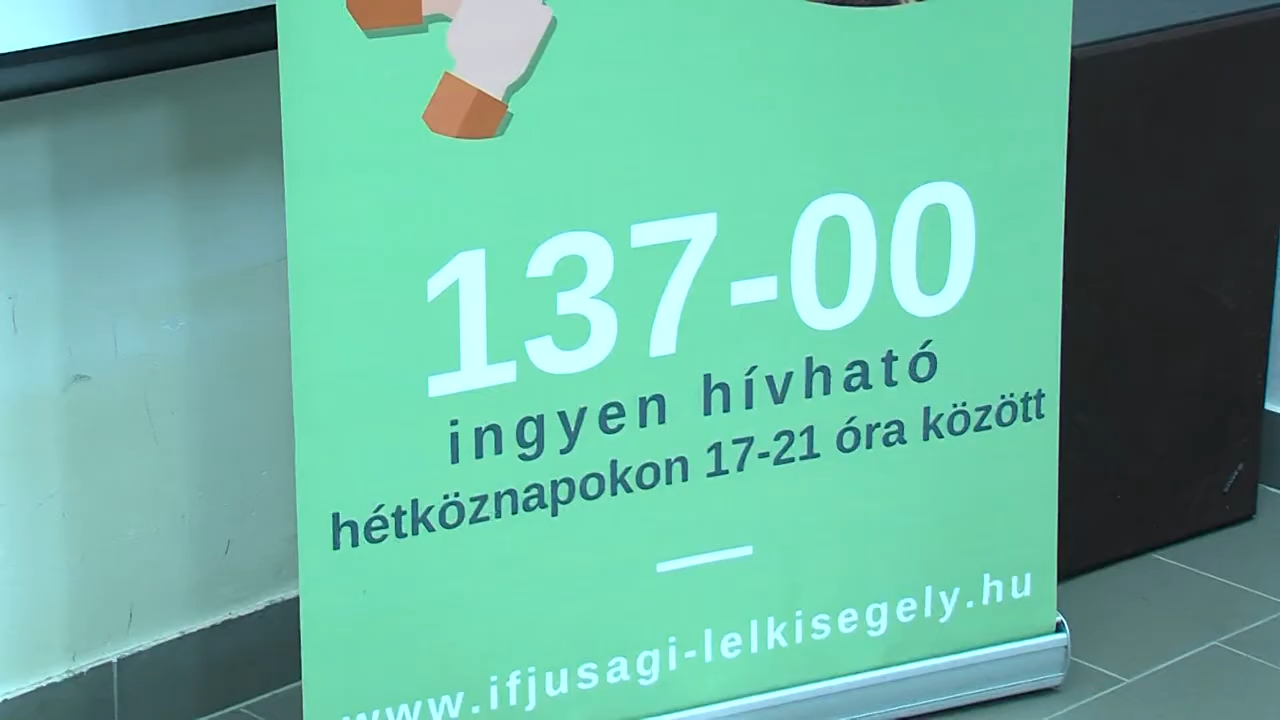 137-00
ingyen hívható
hétköznapokon 17-21 óra között
www.ifjusagi-lelkisegely.hu